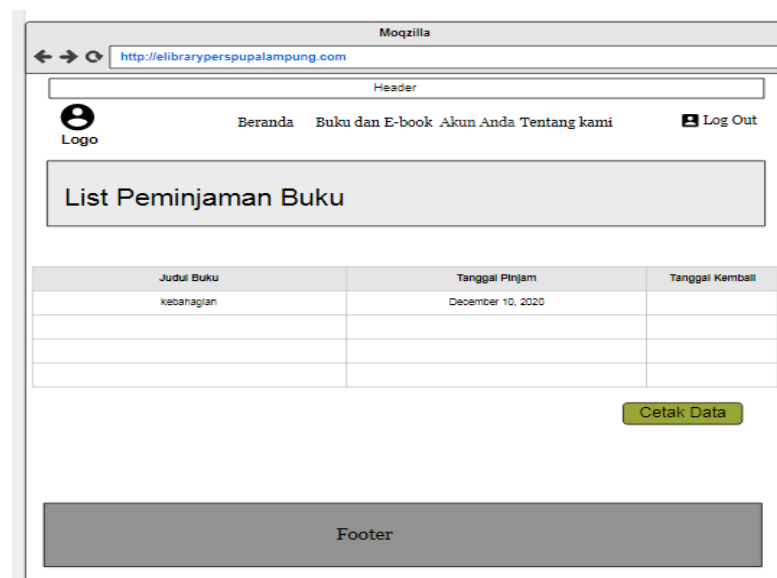 Moqzilla
http://elibraryperspupalampung.com
Header
Logo
Beranda Buku dan E-book Akun Anda Tentang kami Log Out
List Peminjaman Buku
Judul Buku Tanggal Pinjam Tanggal Kembali
kebahagian December 10, 2020
Cetak Data
Footer